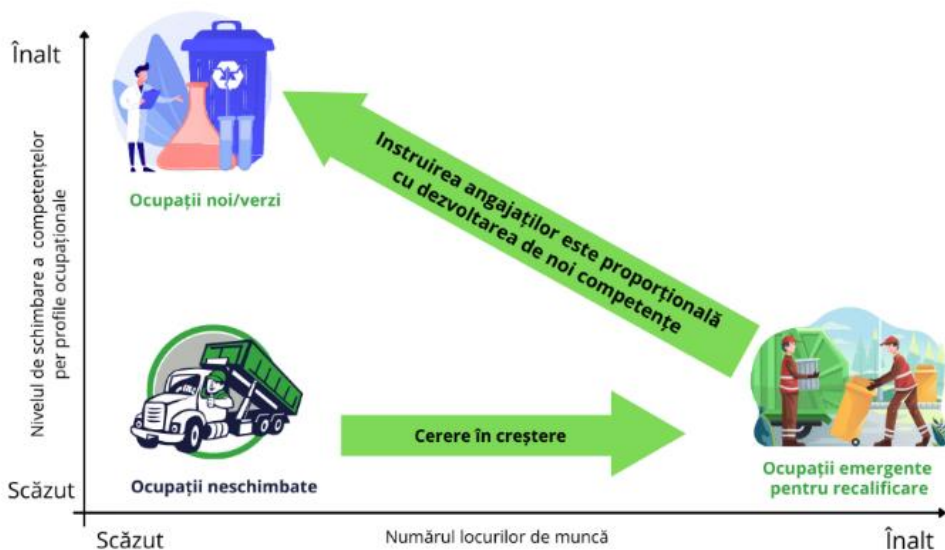 Înalt
Nivelul de schimbare a competențelor
per profile ocupaționale
Ocupații noi/verzi
Instruirea angajaților este proporțională
cu dezvoltarea de noi competențe
Cerere în creștere
Ocupații neschimbate
Ocupații emergente
pentru recalificare
Scăzut
Scăzut
Numărul locurilor de muncă
Înalt